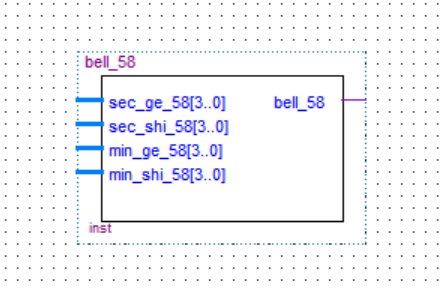 bell_58
sec_ge_58[3..0] bell_58
sec_shi_58[3..0]
min_ge_58[3..0]
min_shi_58[3..0]
inst